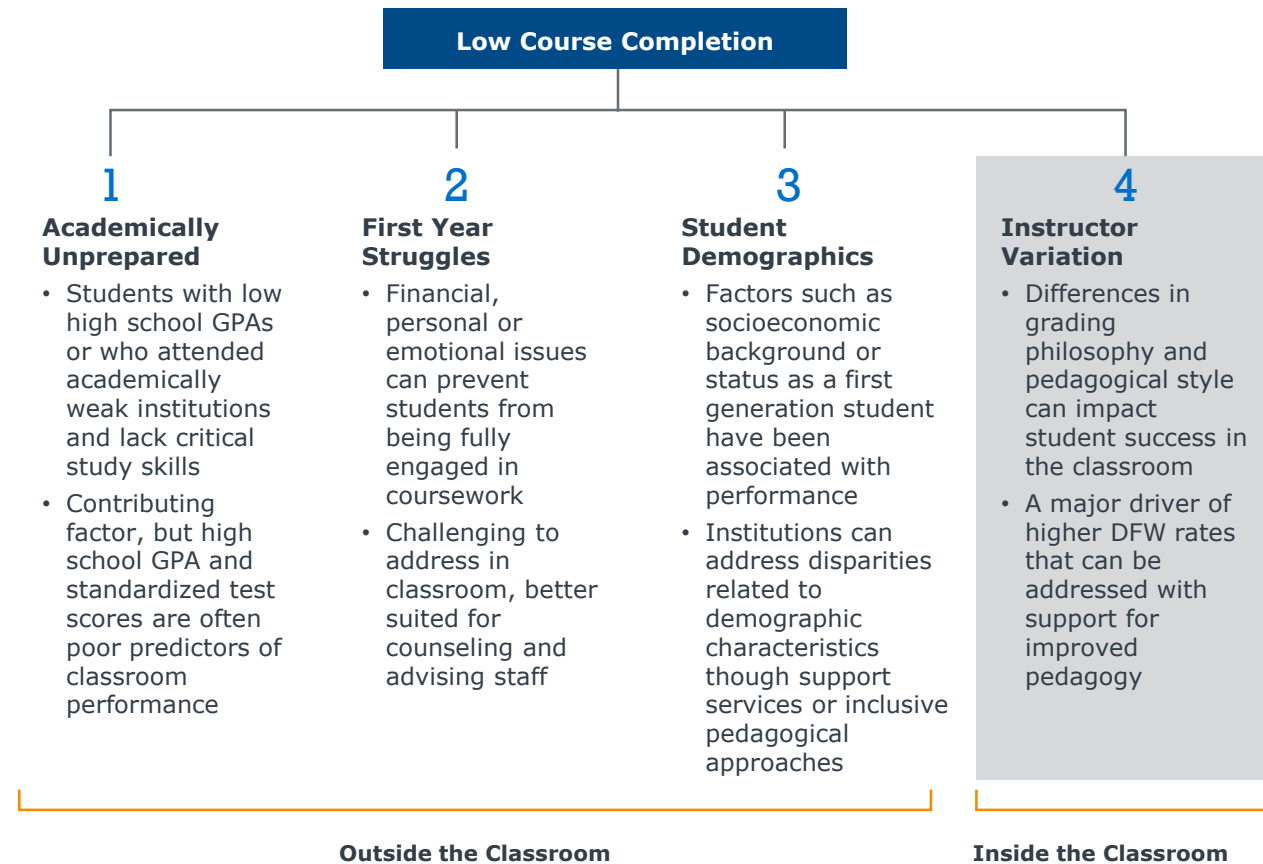 Low Course Completion
1
Academically
Unprepared
• Students with low
high school GPAs
or who attended
academically
weak institutions
and lack critical
study skills
• Contributing
factor, but high
school GPA and
standardized test
scores are often
poor predictors of
classroom
performance
2
First Year
Struggles
• Financial,
personal or
emotional issues
can prevent
students from
being fully
engaged in
coursework
• Challenging to
address in
classroom, better
suited for
counseling and
advising staff
3
Student
Demographics
• Factors such as
socioeconomic
background or
status as a first
generation student
have been
associated with
performance
• Institutions can
address disparities
related to
demographic
characteristics
though support
services or inclusive
pedagogical
approaches
4
Instructor
Variation
• Differences in
grading
philosophy and
pedagogical style
can impact
student success in
the classroom
• A major driver of
higher DFW rates
that can be
addressed with
support for
improved
pedagogy
Outside the Classroom
Inside the Classroom